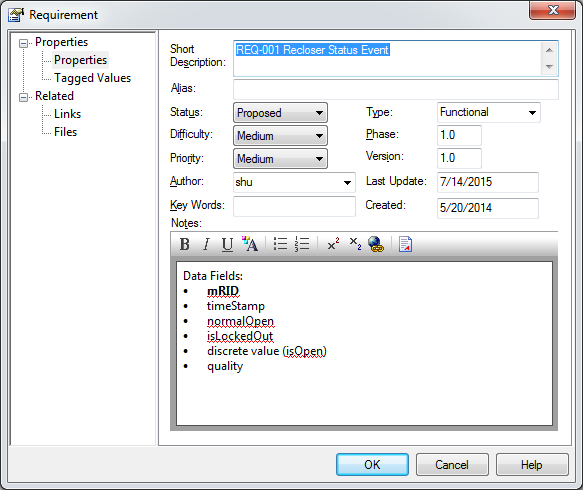 Requirement
Properties
Properties
Tagged Values
Related
Links
Files
Short Description: REQ-001 Recloser Status Event
Alias:
Status: Proposed Type: Functional
Difficulty: Medium Phase: 1.0
Priority: Medium Version: 1.0
Author: shu Last Update: 7/14/2015
Key Words: Created: 5/20/2014
Notes:
B I U A x² x₂
Data Fields:
• mRID
• timeStamp
• normalOpen
• isLockedOut
• discrete value (isOpen)
• quality
OK Cancel Help